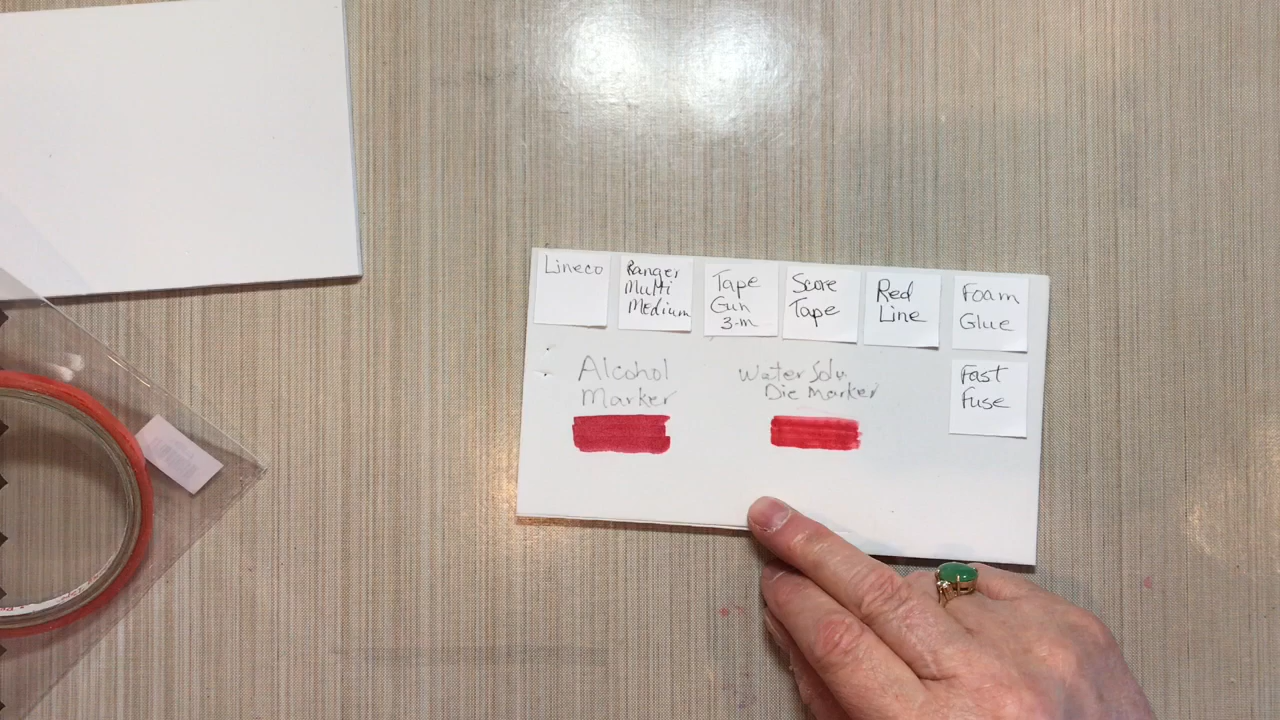 Lineco
Ranger
Multi
Medium
Tape
Gun
3-m
Score
Tape
Red
Line
Foam
Glue
Fast
Fuse
Alcohol
Marker
Water Solu
Die Marker